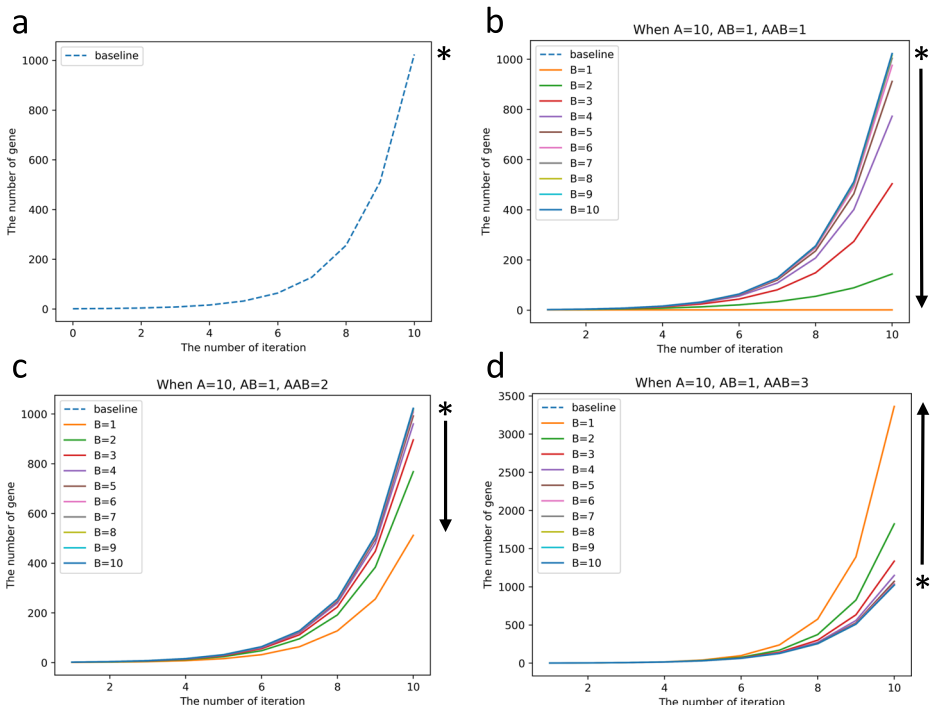 a
baseline
*
1000
800
600
400
200
0
The number of gene
0 2 4 6 8 10
The number of iteration
b
When A=10, AB=1, AAB=1
baseline
B=1
B=2
B=3
B=4
B=5
B=6
B=7
B=8
B=9
B=10
*
1000
800
600
400
200
0
The number of gene
2 4 6 8 10
The number of iteration
c
When A=10, AB=1, AAB=2
baseline
B=1
B=2
B=3
B=4
B=5
B=6
B=7
B=8
B=9
B=10
*
1000
800
600
400
200
0
The number of gene
2 4 6 8 10
The number of iteration
d
When A=10, AB=1, AAB=3
baseline
B=1
B=2
B=3
B=4
B=5
B=6
B=7
B=8
B=9
B=10
*
3500
3000
2500
2000
1500
1000
500
0
The number of gene
2 4 6 8 10
The number of iteration